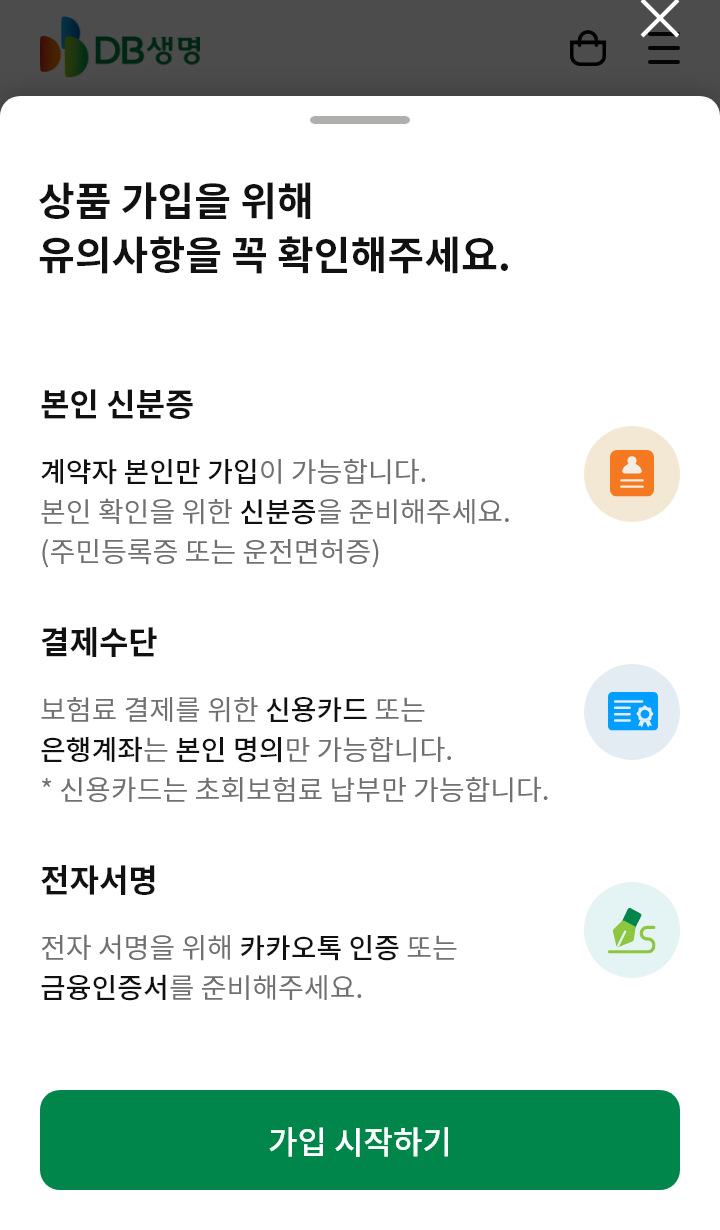 DB생명
상품 가입을 위해
유의사항을 꼭 확인해주세요.
본인 신분증
계약자 본인만 가입이 가능합니다.
본인 확인을 위한 신분증을 준비해주세요.
(주민등록증 또는 운전면허증)
결제수단
보험료 결제를 위한 신용카드 또는
은행계좌는 본인 명의만 가능합니다.
* 신용카드는 초회보험료 납부만 가능합니다.
전자서명
전자 서명을 위해 카카오톡 인증 또는
금융인증서를 준비해주세요.
가입 시작하기